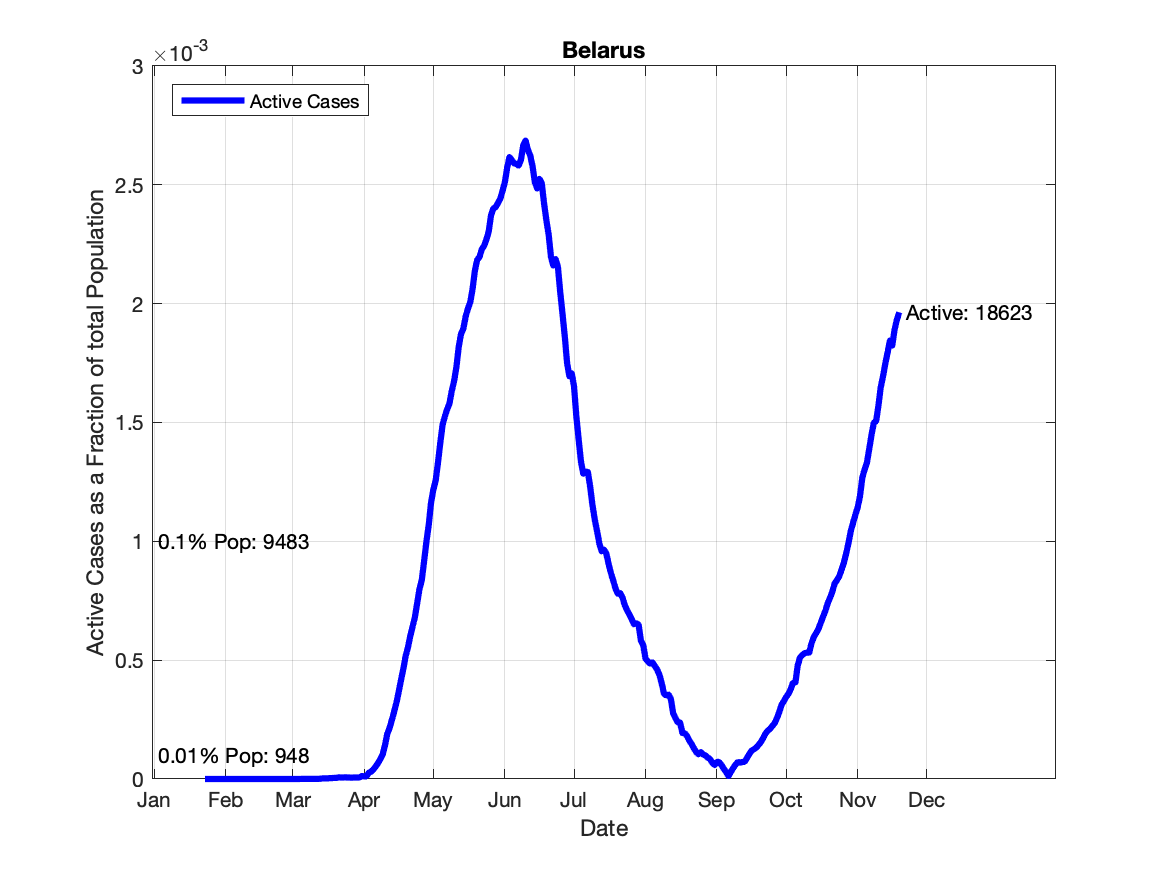 Belarus
×10-3
Active Cases
3
2.5
2
1.5
1
0.5
0
Active Cases as a Fraction of total Population
Active: 18623
0.1% Pop: 9483
0.01% Pop: 948
Jan Feb Mar Apr May Jun Jul Aug Sep Oct Nov Dec
Date